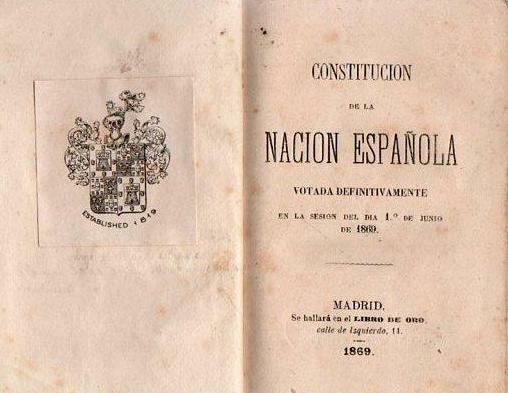 ESTABLISHED 1819
CONSTITUCION
DE LA
NACION ESPAÑOLA
VOTADA DEFINITIVAMENTE
EN LA SESION DEL DIA 1.º DE JUNIO
DE 1869.
MADRID.
Se hallará en el LIBRO DE ORO,
calle de Izquierdo, 11.
1869.